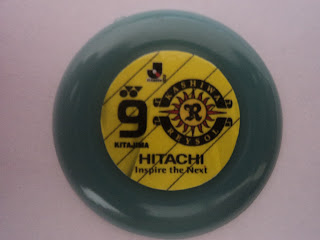 J
KASHIWA
R
REYSOL
9
KITAJIMA
HITACHI
Inspire the Next